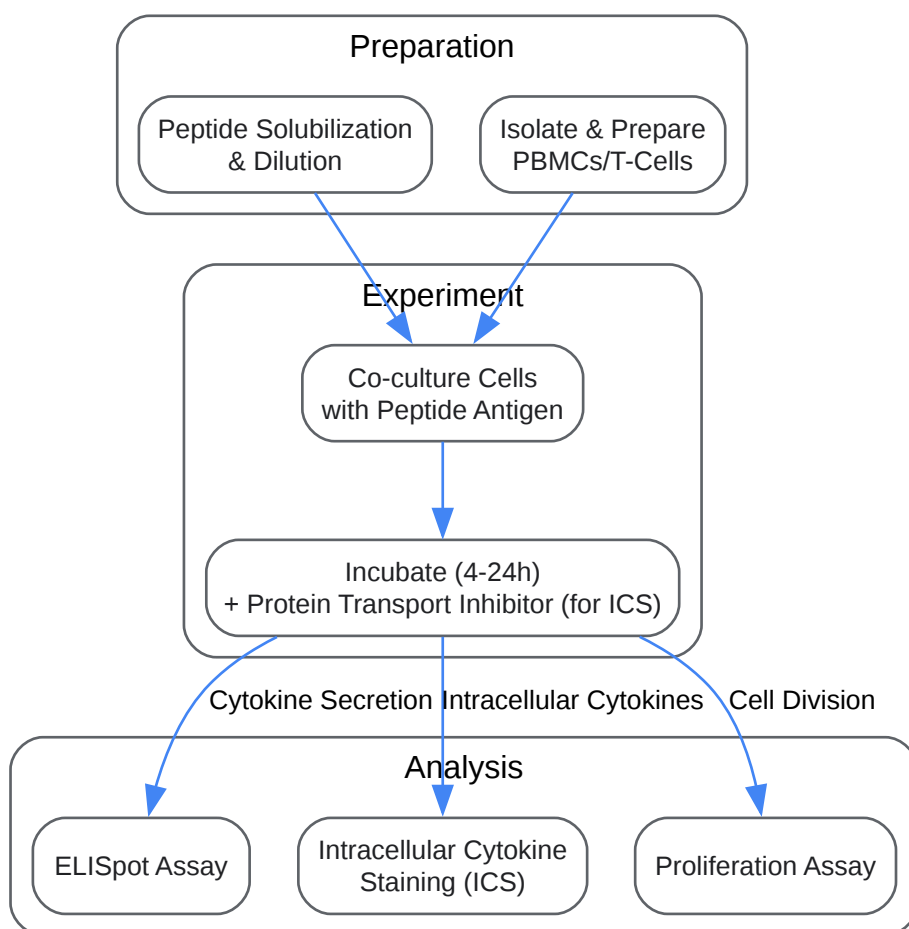 Preparation
Peptide Solubilization
& Dilution
Isolate & Prepare
PBMCs/T-Cells
Experiment
Co-culture Cells
with Peptide Antigen
Incubate (4-24h)
+ Protein Transport Inhibitor (for ICS)
Cytokine Secretion
Intracellular Cytokines
Cell Division
Analysis
ELISpot Assay
Intracellular Cytokine
Staining (ICS)
Proliferation Assay